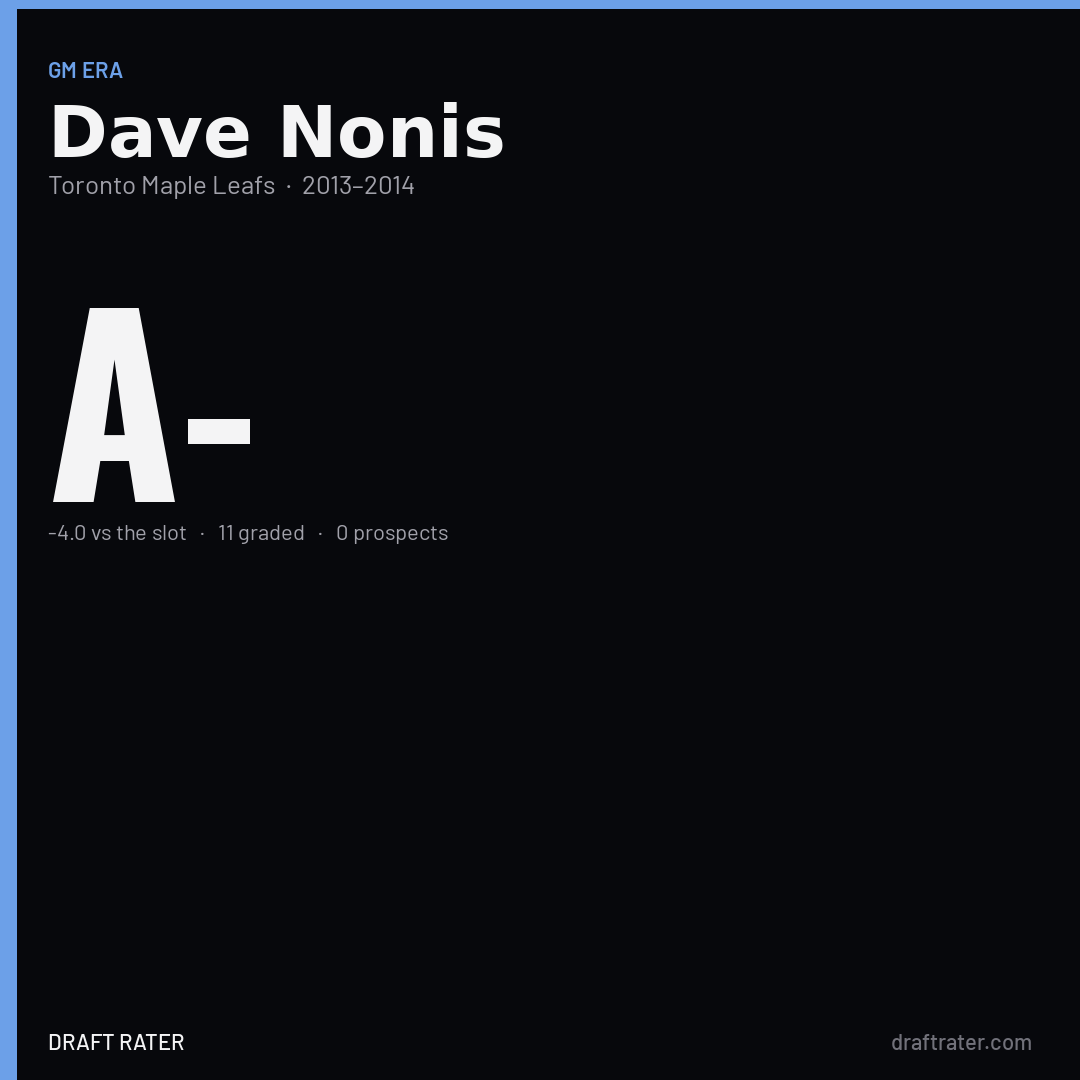 GM ERA
Dave Nonis
Toronto Maple Leafs · 2013–2014
A-
-4.0 vs the slot · 11 graded · 0 prospects
DRAFT RATER
draftrater.com